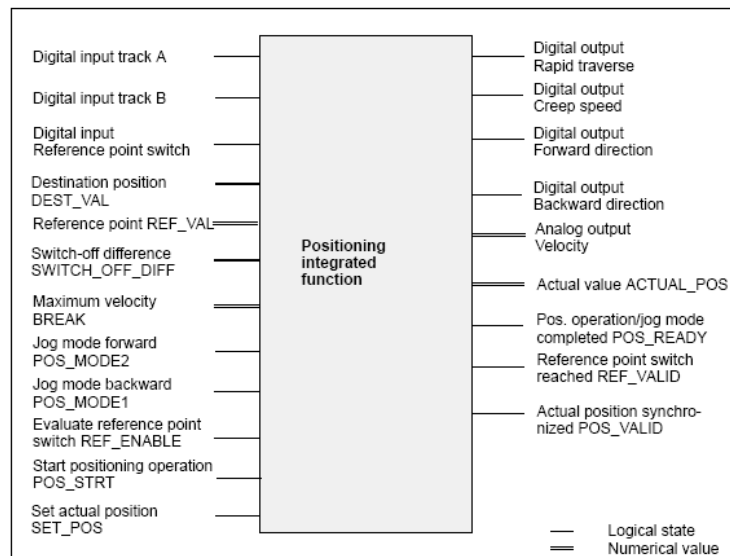 Digital input track A
Digital input track B
Digital input
Reference point switch
Destination position
DEST_VAL
Reference point REF_VAL
Switch-off difference
SWITCH_OFF_DIFF
Maximum velocity
BREAK
Jog mode forward
POS_MODE2
Jog mode backward
POS_MODE1
Evaluate reference point
switch REF_ENABLE
Start positioning operation
POS_STRT
Set actual position
SET_POS
Positioning
integrated
function
Digital output
Rapid traverse
Digital output
Creep speed
Digital output
Forward direction
Digital output
Backward direction
Analog output
Velocity
Actual value ACTUAL_POS
Pos. operation/jog mode
completed POS_READY
Reference point switch
reached REF_VALID
Actual position synchro-
nized POS_VALID
Logical state
Numerical value